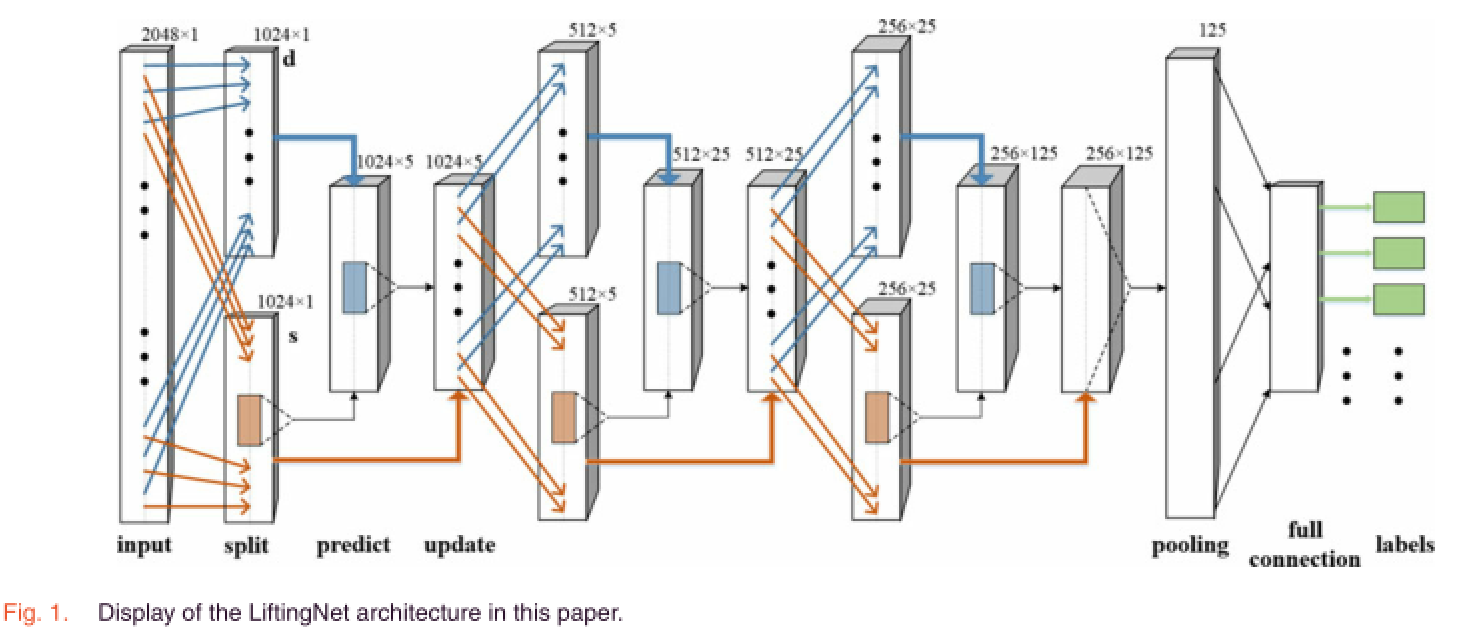 2048×1
1024×1
d
1024×1
s
1024×5
1024×5
512×5
512×5
512×25
512×25
256×25
256×25
256×125
256×125
125
input
split
predict
update
pooling
full
connection
labels
Fig. 1. Display of the LiftingNet architecture in this paper.